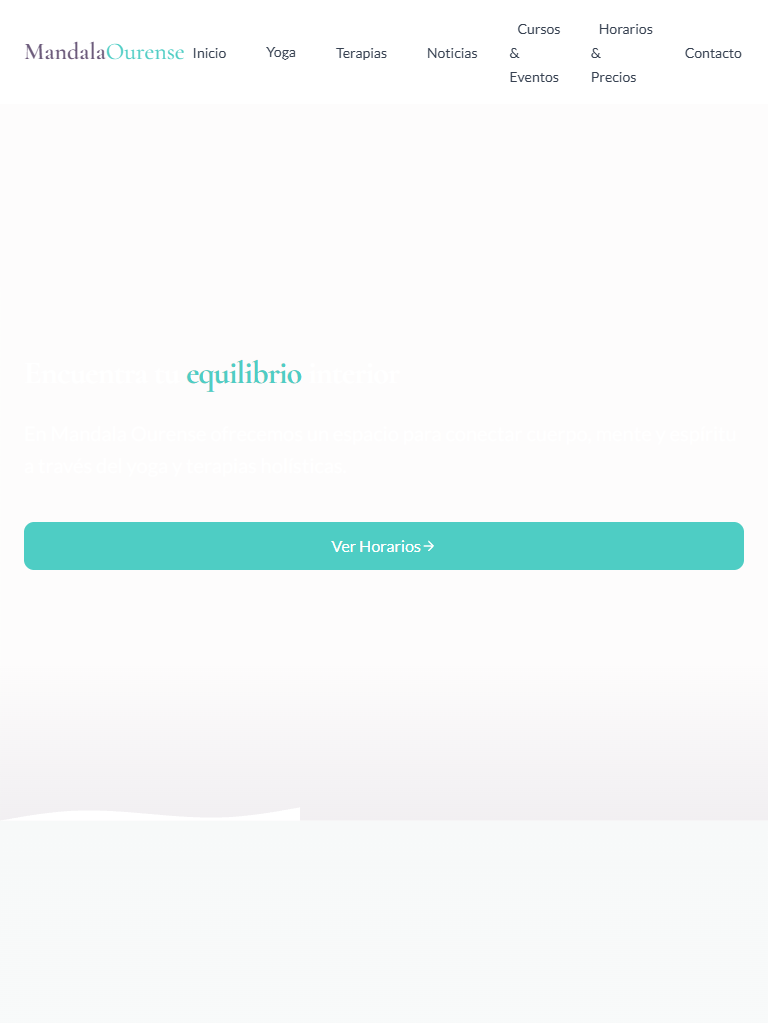 MandalaOurense
Inicio
Yoga
Terapias
Noticias
Cursos
&
Eventos
Horarios
&
Precios
Contacto
Encuentra tu equilibrio interior
En Mandala Ourense ofrecemos un espacio para conectar cuerpo, mente y espíritu
a través del yoga y terapias holísticas.
Ver Horarios→